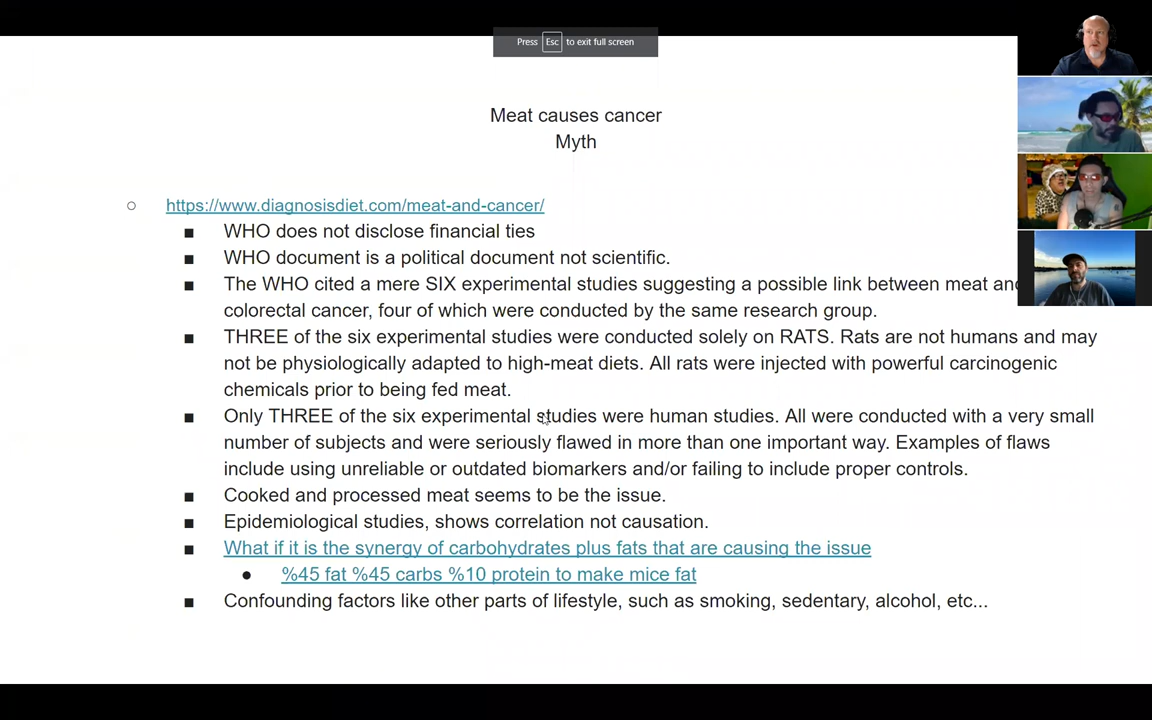 Press Esc to exit full screen
Meat causes cancer
Myth
https://www.diagnosisdiet.com/meat-and-cancer/
WHO does not disclose financial ties
WHO document is a political document not scientific.
The WHO cited a mere SIX experimental studies suggesting a possible link between meat and
colorectal cancer, four of which were conducted by the same research group.
THREE of the six experimental studies were conducted solely on RATS. Rats are not humans and may
not be physiologically adapted to high-meat diets. All rats were injected with powerful carcinogenic
chemicals prior to being fed meat.
Only THREE of the six experimental studies were human studies. All were conducted with a very small
number of subjects and were seriously flawed in more than one important way. Examples of flaws
include using unreliable or outdated biomarkers and/or failing to include proper controls.
Cooked and processed meat seems to be the issue.
Epidemiological studies, shows correlation not causation.
What if it is the synergy of carbohydrates plus fats that are causing the issue
%45 fat %45 carbs %10 protein to make mice fat
Confounding factors like other parts of lifestyle, such as smoking, sedentary, alcohol, etc...